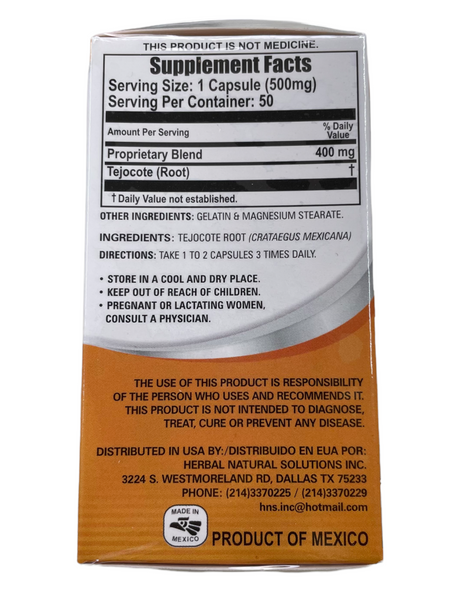 THIS PRODUCT IS NOT MEDICINE.
Supplement Facts
Serving Size: 1 Capsule (500mg)
Serving Per Container: 50
Amount Per Serving % Daily Value
Proprietary Blend 400 mg
Tejocote (Root) †
† Daily Value not established.
OTHER INGREDIENTS: GELATIN & MAGNESIUM STEARATE.
INGREDIENTS: TEJOCOTE ROOT (CRATAEGUS MEXICANA)
DIRECTIONS: TAKE 1 TO 2 CAPSULES 3 TIMES DAILY.
• STORE IN A COOL AND DRY PLACE.
• KEEP OUT OF REACH OF CHILDREN.
• PREGNANT OR LACTATING WOMEN,
CONSULT A PHYSICIAN.
THE USE OF THIS PRODUCT IS RESPONSIBILITY
OF THE PERSON WHO USES AND RECOMMENDS IT.
THIS PRODUCT IS NOT INTENDED TO DIAGNOSE,
TREAT, CURE OR PREVENT ANY DISEASE.
DISTRIBUTED IN USA BY:/DISTRIBUIDO EN EUA POR:
HERBAL NATURAL SOLUTIONS INC.
3224 S. WESTMORELAND RD, DALLAS TX 75233
PHONE: (214)3370225 / (214)3370229
hns.inc@hotmail.com
MADE IN
MEXICO
PRODUCT OF MEXICO